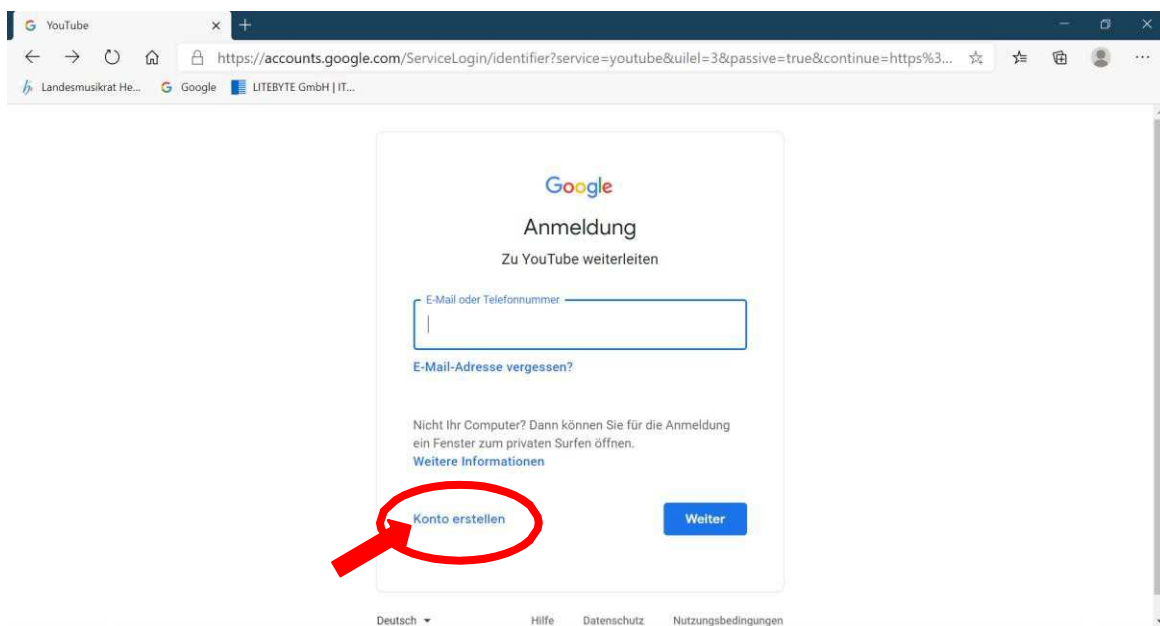 YouTube
https://accounts.google.com/ServiceLogin/identifier?service=youtube&uilel=3&passive=true&continue=https%3...
Landesmusikrat He... Google LITEBYTE GmbH | IT...
Google
Anmeldung
Zu YouTube weiterleiten
E-Mail oder Telefonnummer
E-Mail-Adresse vergessen?
Nicht Ihr Computer? Dann können Sie für die Anmeldung
ein Fenster zum privaten Surfen öffnen.
Weitere Informationen
Konto erstellen Weiter
Deutsch Hilfe Datenschutz Nutzungsbedingungen